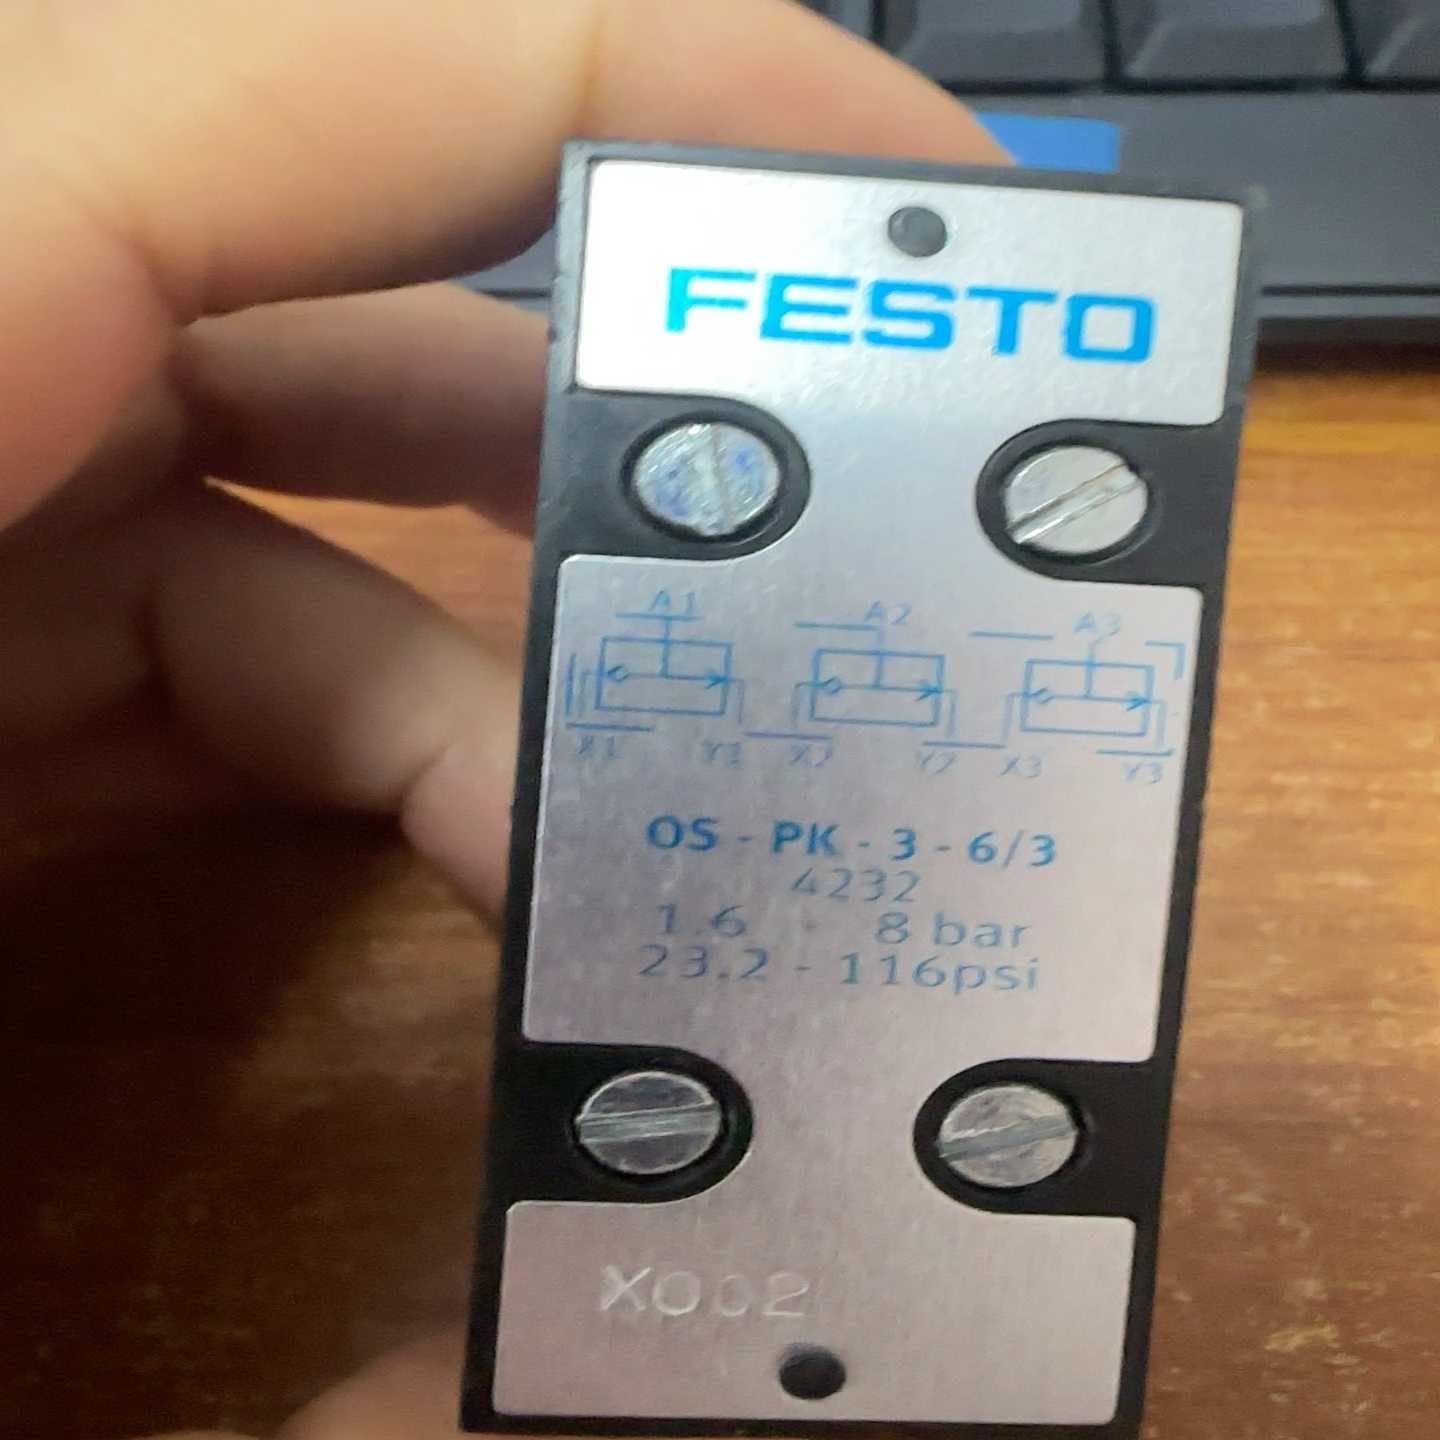 FESTO
A1 A2 A3
X1 Y1 X2 Y2 X3 Y3
OS - PK - 3 - 6/3
4232
1.6 - 8 bar
23.2 - 116psi
X002